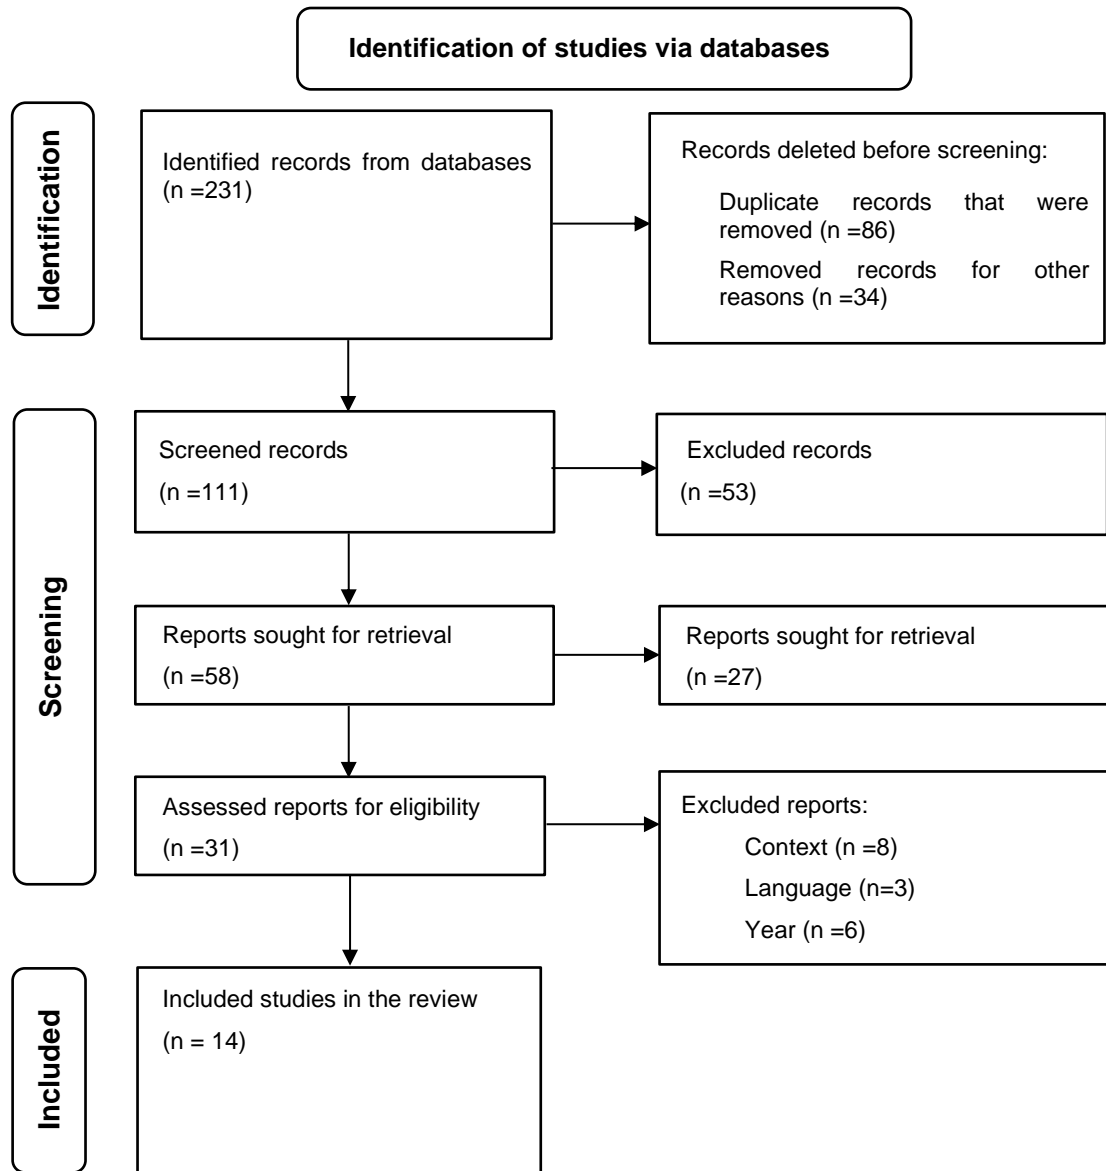 Identification of studies via databases
Identification
Identified records from databases
(n =231)
Records deleted before screening:
Duplicate records that were
removed (n =86)
Removed records for other
reasons (n =34)
Screening
Screened records
(n =111)
Excluded records
(n =53)
Reports sought for retrieval
(n =58)
Reports sought for retrieval
(n =27)
Assessed reports for eligibility
(n =31)
Excluded reports:
Context (n =8)
Language (n=3)
Year (n =6)
Included
Included studies in the review
(n = 14)